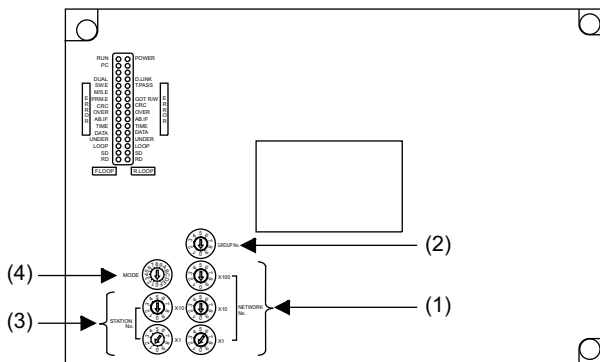 RUN POWER
PC
DUAL D.LINK
SW.E T.PASS
M/S.E
PRM.E GOT R/W
CRC CRC
OVER OVER
AB.IF AB.IF
TIME TIME
DATA DATA
UNDER UNDER
LOOP LOOP
SD SD
RD RD
ERROR
ERROR
F.LOOP R.LOOP
GROUP No. (2)
(4) MODE X100
(3) STATION No. X10 X10 NETWORK No. (1)
X1 X1